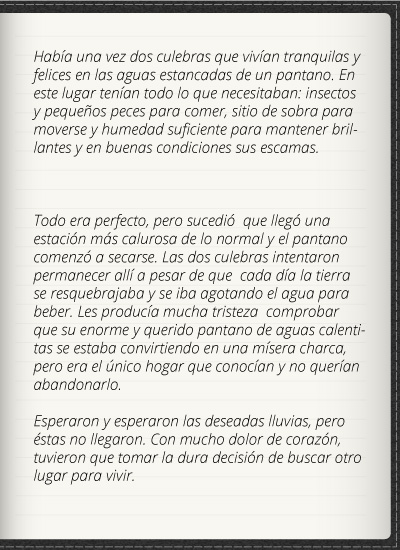 Había una vez dos culebras que vivían tranquilas y
felices en las aguas estancadas de un pantano. En
este lugar tenían todo lo que necesitaban: insectos
y pequeños peces para comer, sitio de sobra para
moverse y humedad suficiente para mantener bril-
lantes y en buenas condiciones sus escamas.
Todo era perfecto, pero sucedió  que llegó una
estación más calurosa de lo normal y el pantano
comenzó a secarse. Las dos culebras intentaron
permanecer allí a pesar de que  cada día la tierra
se resquebrajaba y se iba agotando el agua para
beber. Les producía mucha tristeza  comprobar
que su enorme y querido pantano de aguas calenti-
tas se estaba convirtiendo en una mísera charca,
pero era el único hogar que conocían y no querían
abandonarlo.
Esperaron y esperaron las deseadas lluvias, pero
éstas no llegaron. Con mucho dolor de corazón,
tuvieron que tomar la dura decisión de buscar otro
lugar para vivir.